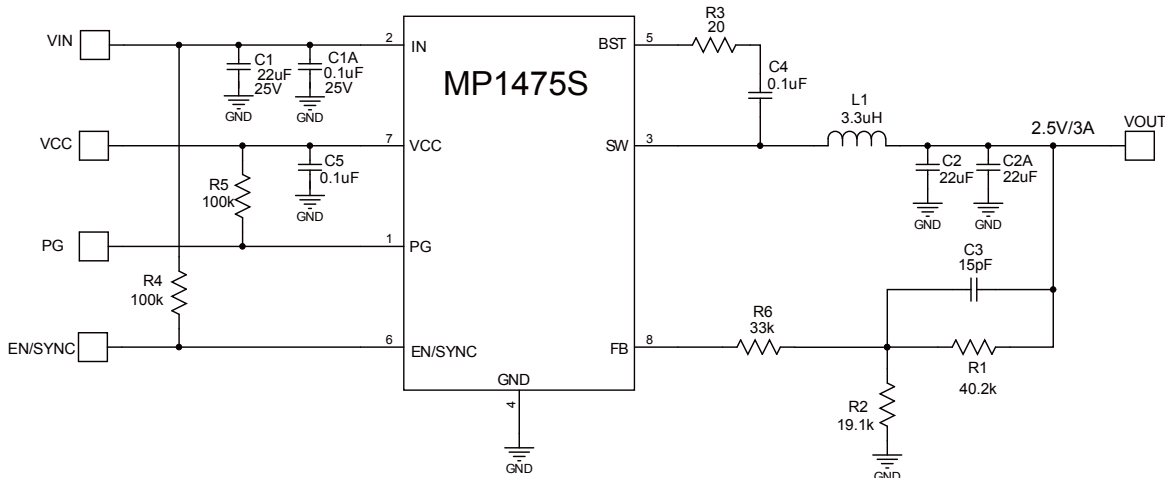 VIN
2
IN
C1
22uF
25V
GND
C1A
0.1uF
25V
GND
MP1475S
BST
5
R3
20
C4
0.1uF
VCC
7
VCC
C5
0.1uF
GND
R5
100k
SW
3
L1
3.3uH
2.5V/3A
VOUT
C2
22uF
GND
C2A
22uF
GND
PG
1
PG
R4
100k
C3
15pF
EN/SYNC
6
EN/SYNC
FB
8
R6
33k
R1
40.2k
R2
19.1k
GND
GND
4
GND